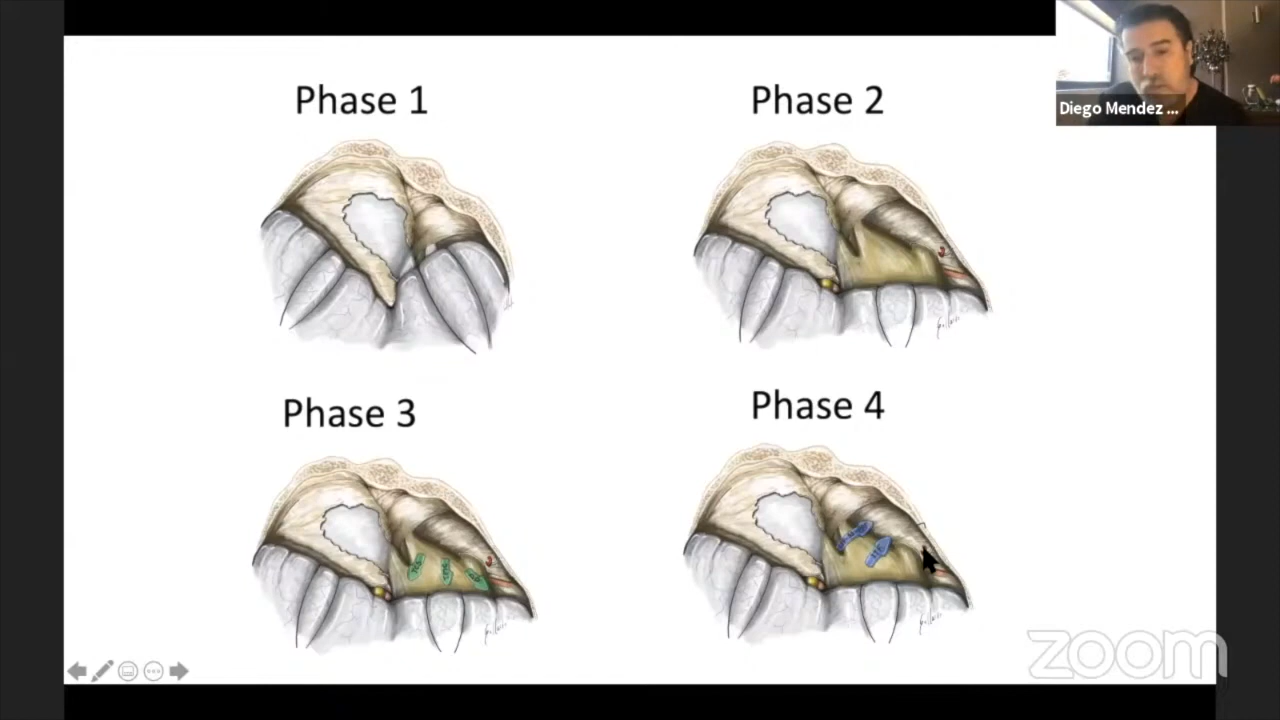 Phase 1
Phase 2
Diego Mendez ...
Phase 3
Phase 4
zoom